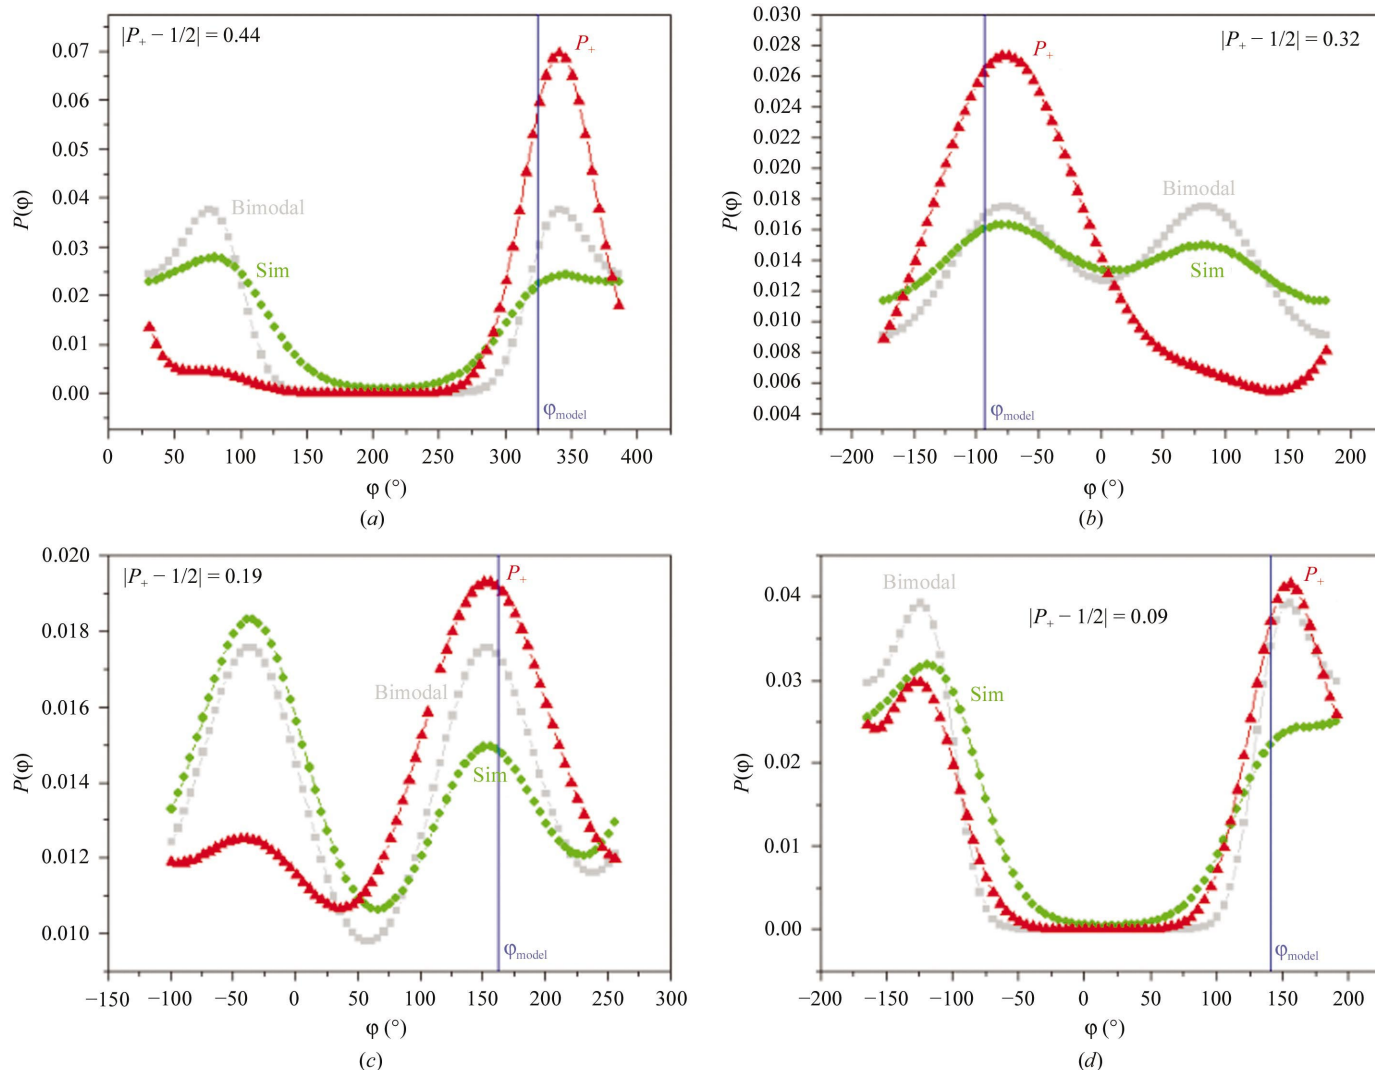 |P₊ − 1/2| = 0.44
P₊
Bimodal
Sim
φmodel
P(φ)
0.07
0.06
0.05
0.04
0.03
0.02
0.01
0.00
0 50 100 150 200 250 300 350 400
φ (°)
(a)
|P₊ − 1/2| = 0.32
P₊
Bimodal
Sim
φmodel
P(φ)
0.030
0.028
0.026
0.024
0.022
0.020
0.018
0.016
0.014
0.012
0.010
0.008
0.006
0.004
−200 −150 −100 −50 0 50 100 150 200
φ (°)
(b)
|P₊ − 1/2| = 0.19
P₊
Bimodal
Sim
φmodel
P(φ)
0.020
0.018
0.016
0.014
0.012
0.010
−150 −100 −50 0 50 100 150 200 250 300
φ (°)
(c)
Bimodal
P₊
|P₊ − 1/2| = 0.09
Sim
φmodel
P(φ)
0.04
0.03
0.02
0.01
0.00
−200 −150 −100 −50 0 50 100 150 200
φ (°)
(d)